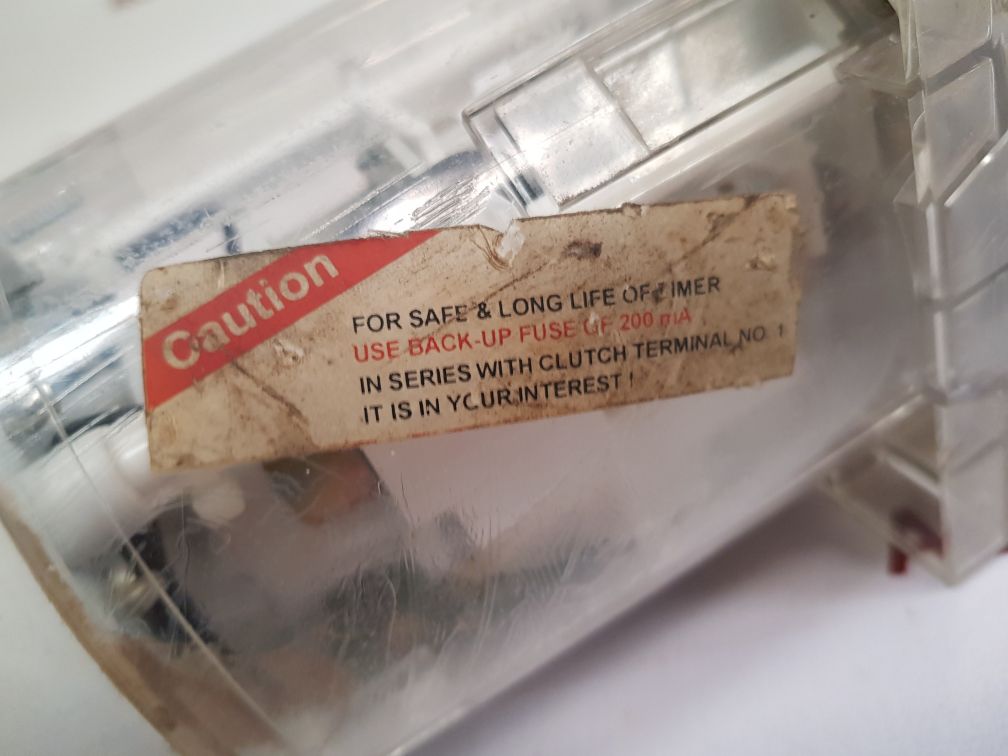 Caution
FOR SAFE & LONG LIFE OF TIMER
USE BACK-UP FUSE OF 200 mA
IN SERIES WITH CLUTCH TERMINAL NO. 1
IT IS IN YOUR INTEREST !